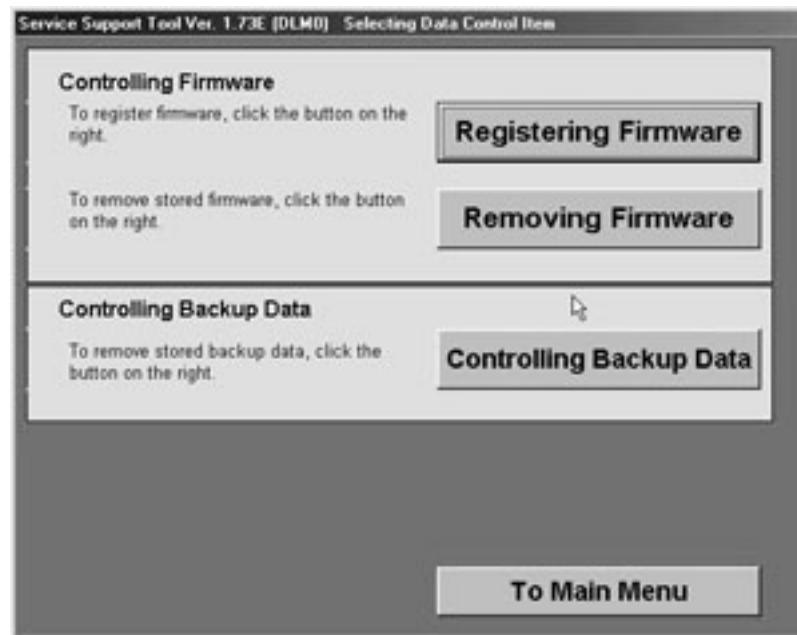 Service Support Tool Ver. 1.73E (DLM0) Selecting Data Control Item
Controlling Firmware
To register firmware, click the button on the
right.
Registering Firmware
To remove stored firmware, click the button
on the right.
Removing Firmware
Controlling Backup Data
To remove stored backup data, click the
button on the right.
Controlling Backup Data
To Main Menu